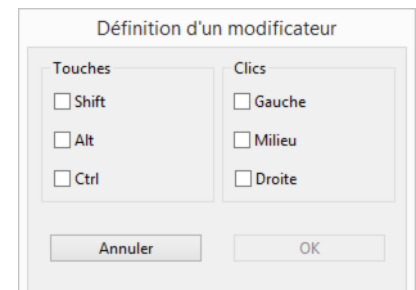 Définition d'un modificateur
Touches
Clics
Shift
Gauche
Alt
Milieu
Ctrl
Droite
Annuler
OK